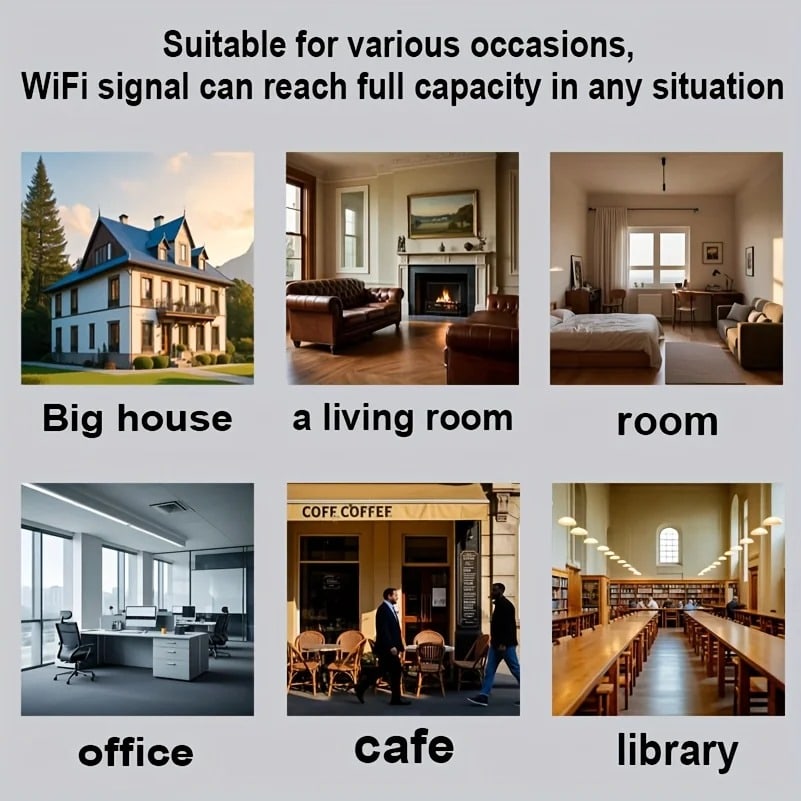 Suitable for various occasions,
WiFi signal can reach full capacity in any situation
Big house
a living room
room
COFF COFFEE
office
cafe
library